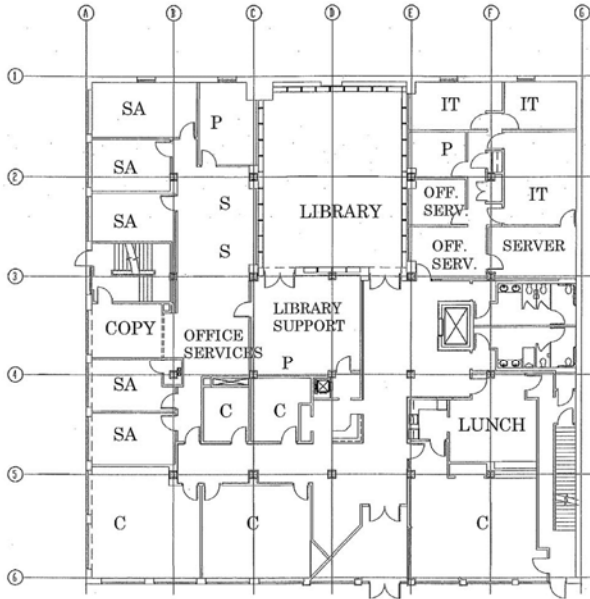 A B C D E F G
1
SA P IT IT
SA P
2
OFF.
SERV. IT
SA S LIBRARY
S OFF.
SERV. SERVER
3
COPY LIBRARY
SUPPORT
OFFICE
SERVICES
P
4
SA C C
SA LUNCH
5
C C C
6